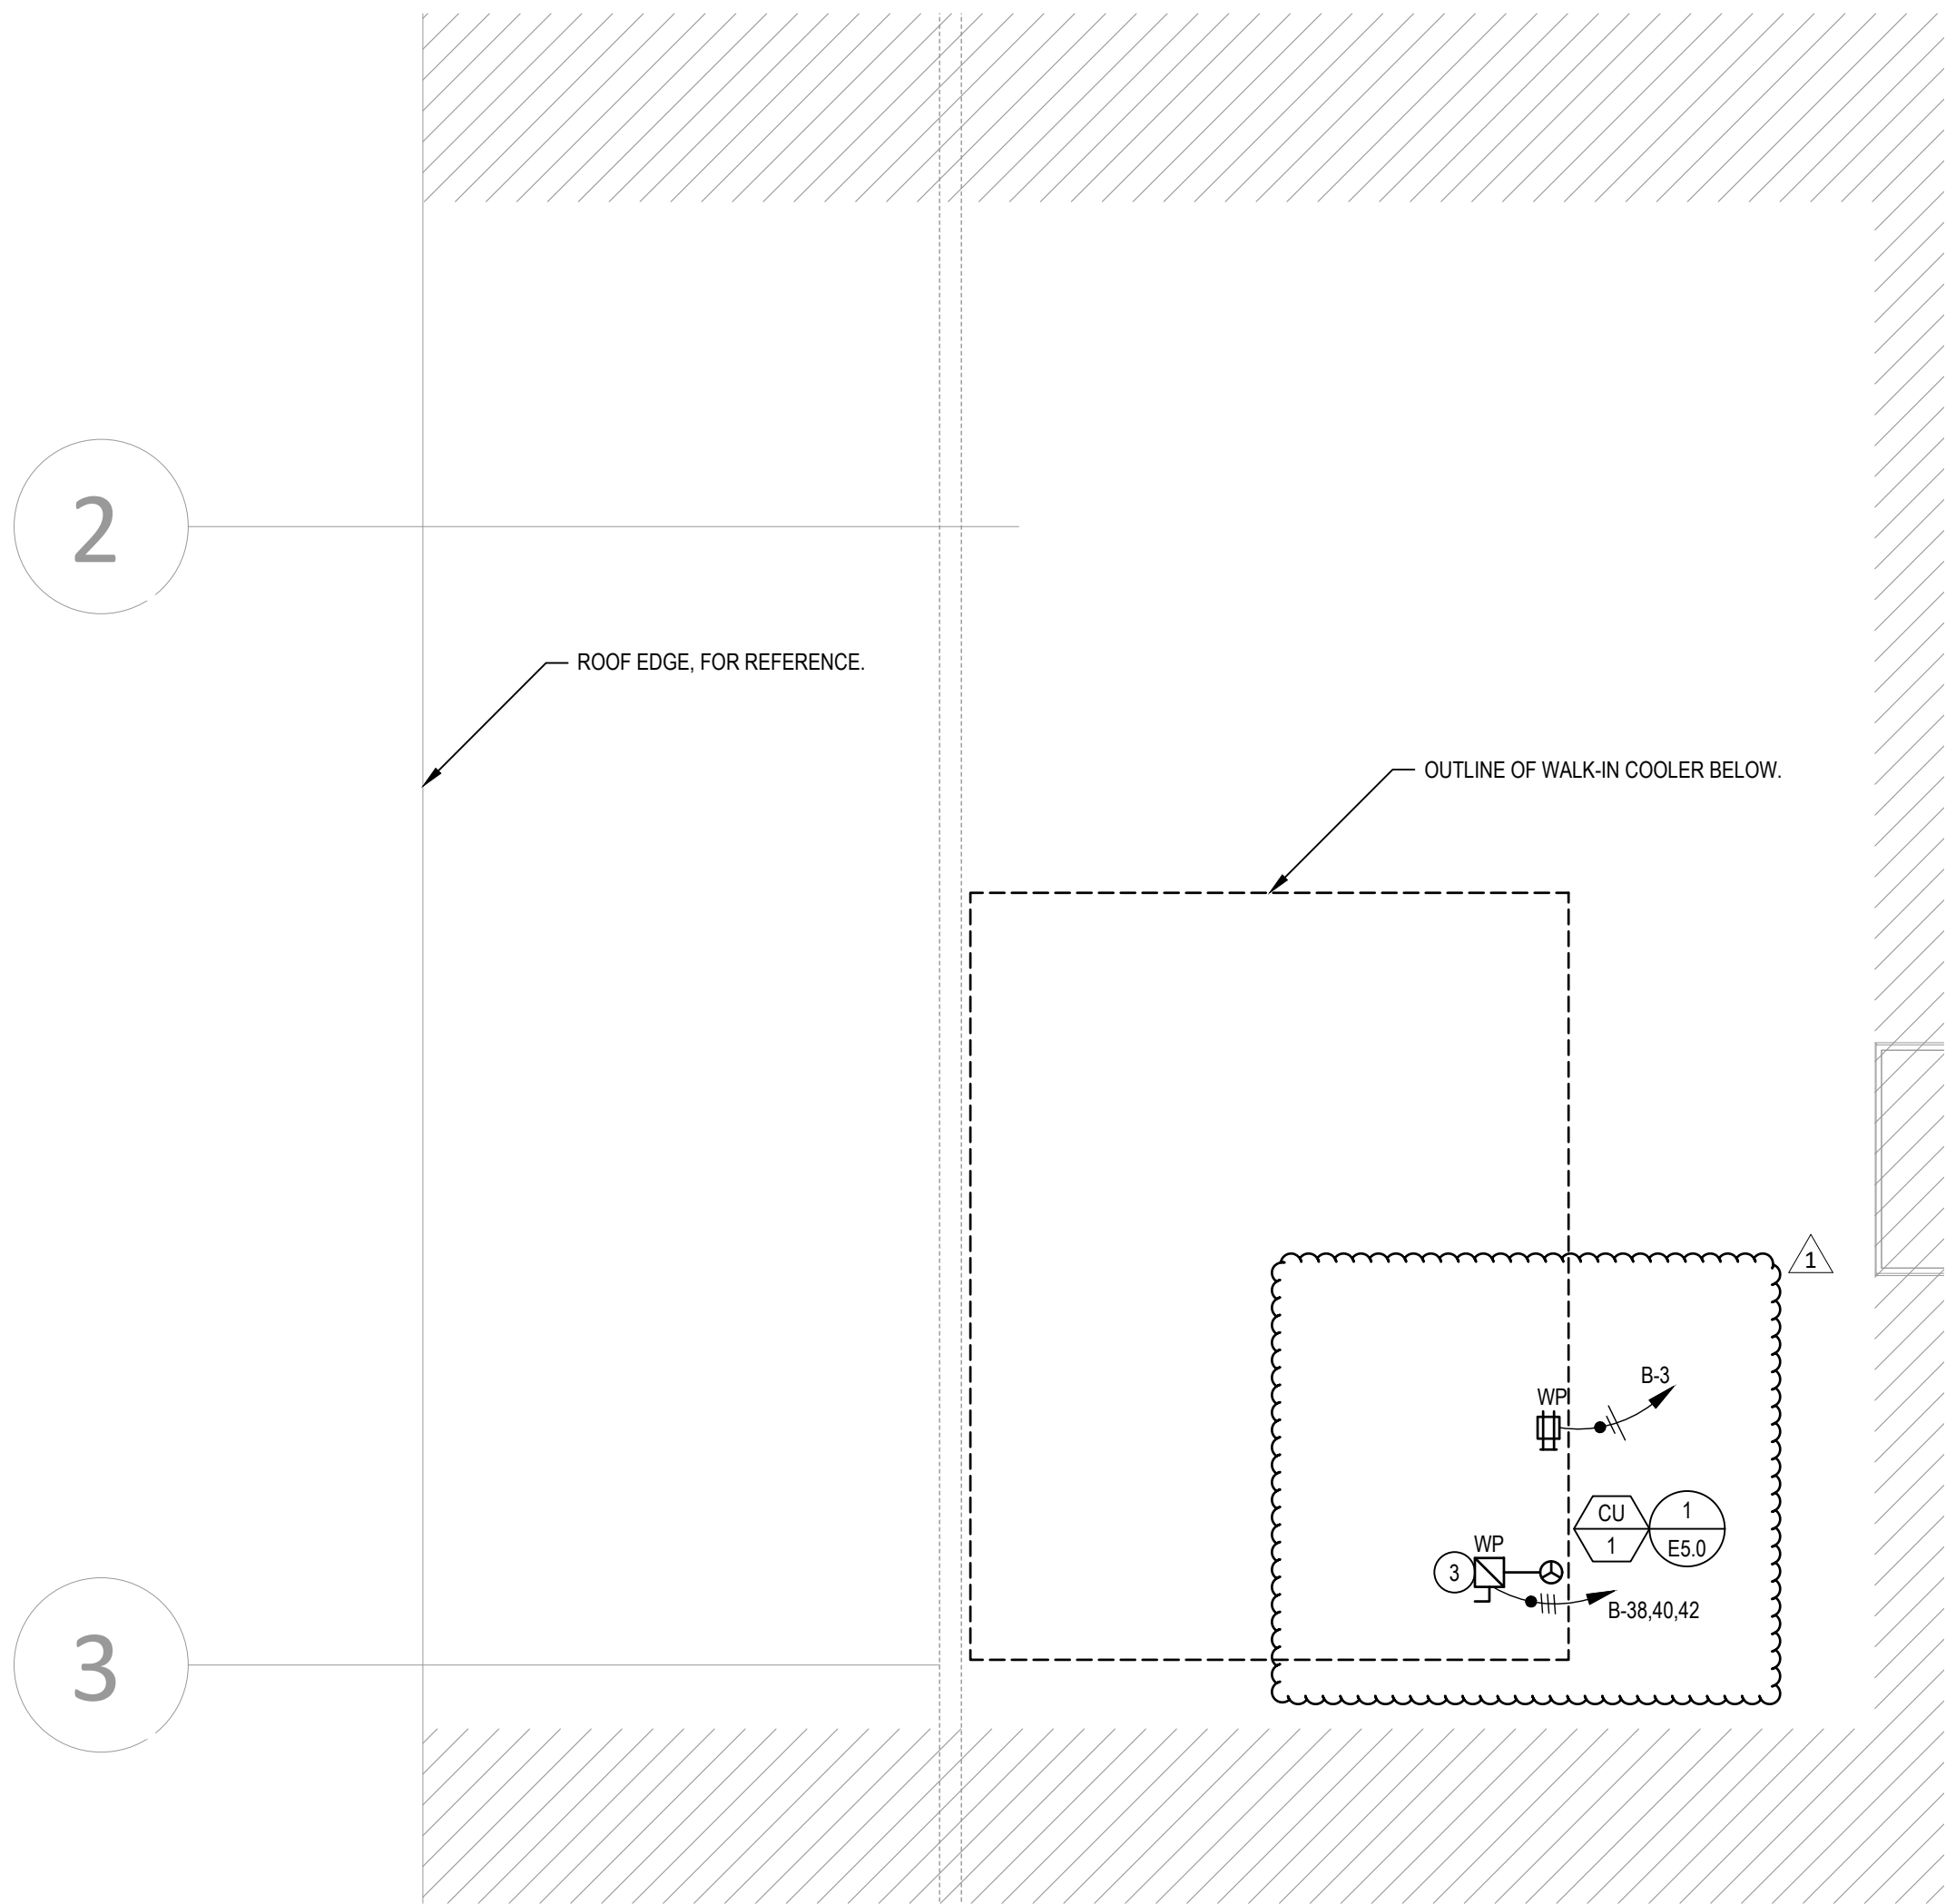 2
ROOF EDGE, FOR REFERENCE.
OUTLINE OF WALK-IN COOLER BELOW.
1
B-3
WP
CU
1
1
E5.0
WP
3
B-38,40,42
3